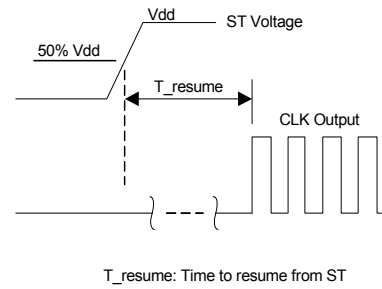 Vdd
ST Voltage
50% Vdd
T_resume
CLK Output
T_resume: Time to resume from ST